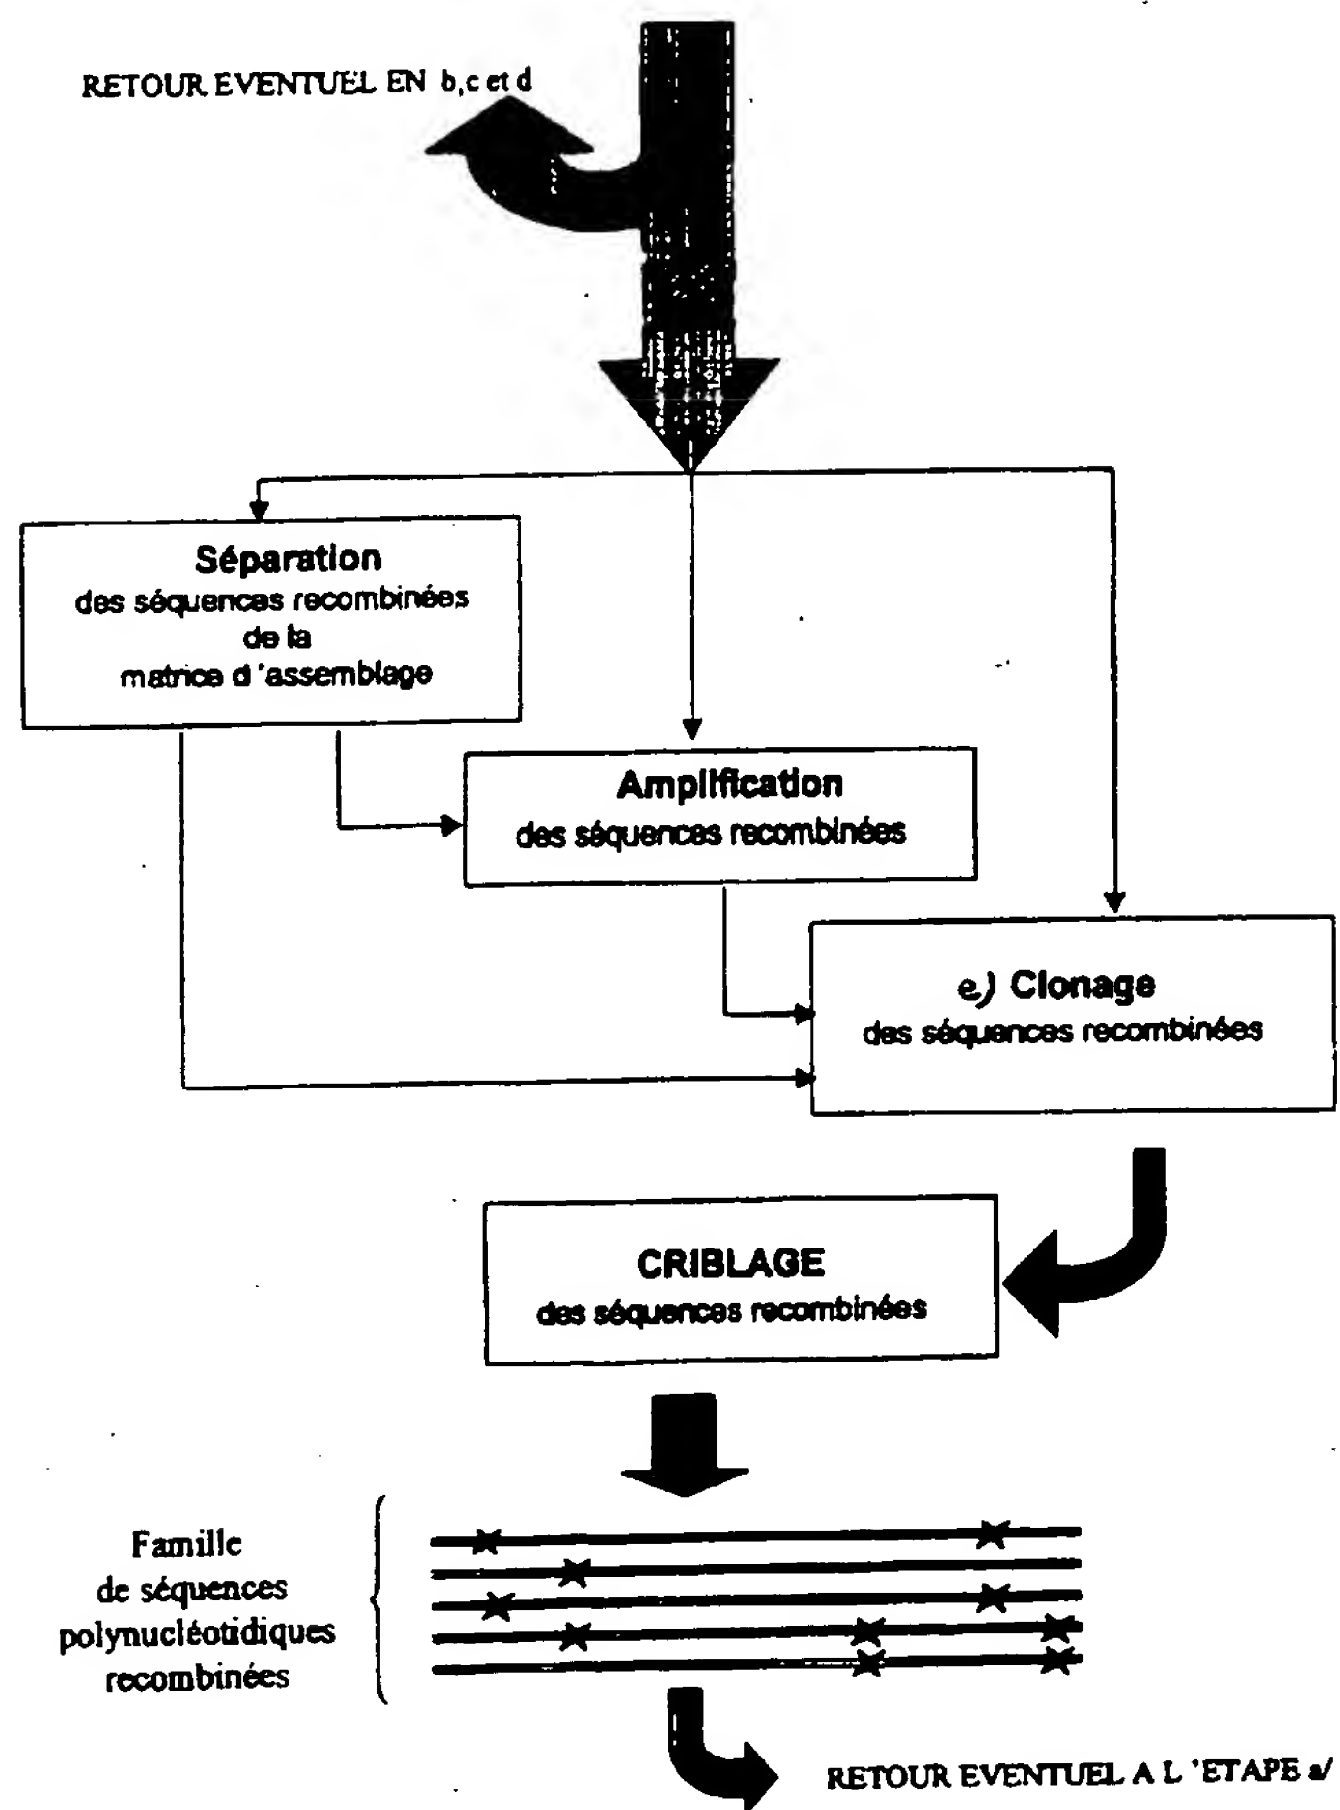 RETOUR EVENTUEL EN b,c et d
Séparation
des séquences recombinées
de la
matrice d 'assemblage
Amplification
des séquences recombinées
e) Clonage
des séquences recombinées
CRIBLAGE
des séquences recombinées
Famille
de séquences
polynucléotidiques
recombinées
RETOUR EVENTUEL A L 'ETAPE a/